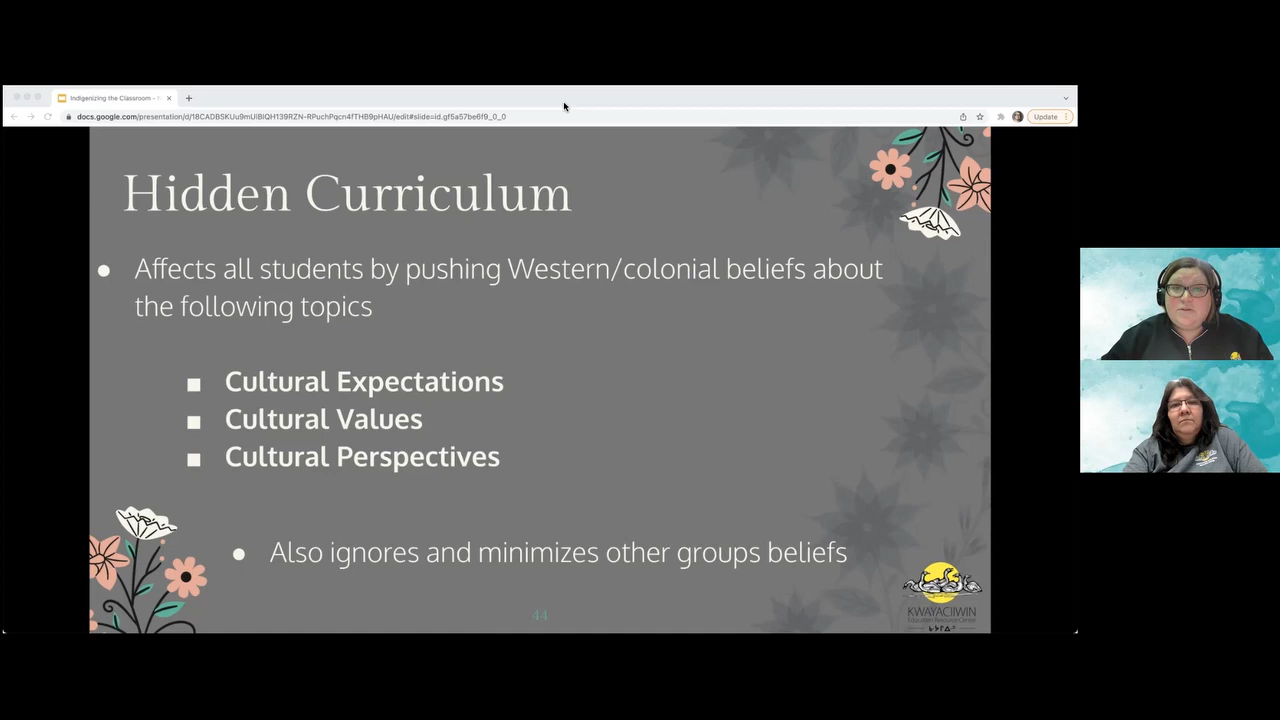 Indigenizing the Classroom -
docs.google.com/presentation/d/18CADBSKUu9mUlBIQH139RZN-RPuchPqcn4fTHB9pHAU/edit#slide=id.gf5a57be6f9_0_0
Update
Hidden Curriculum
● Affects all students by pushing Western/colonial beliefs about
the following topics
■ Cultural Expectations
■ Cultural Values
■ Cultural Perspectives
● Also ignores and minimizes other groups beliefs
44
KWAYACIIWIN
Education Resource Centre